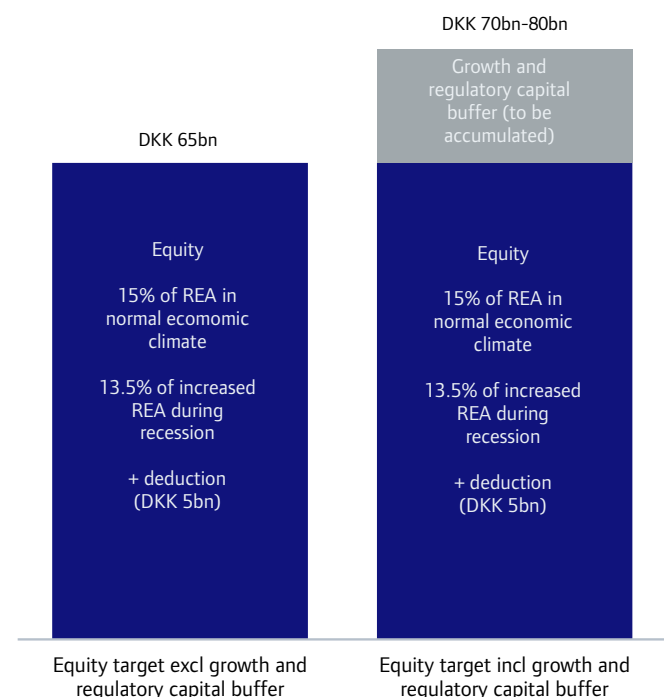 DKK 65bn
Equity
15% of REA in
normal ecomomic
climate
13.5% of increased
REA during
recession
+ deduction
(DKK 5bn)
Equity target excl growth and
regulatory capital buffer
DKK 70bn-80bn
Growth and
regulatory capital
buffer (to be
accumulated)
Equity
15% of REA in
normal economic
climate
13.5% of increased
REA during
recession
+ deduction
(DKK 5bn)
Equity target incl growth and
regulatory capital buffer